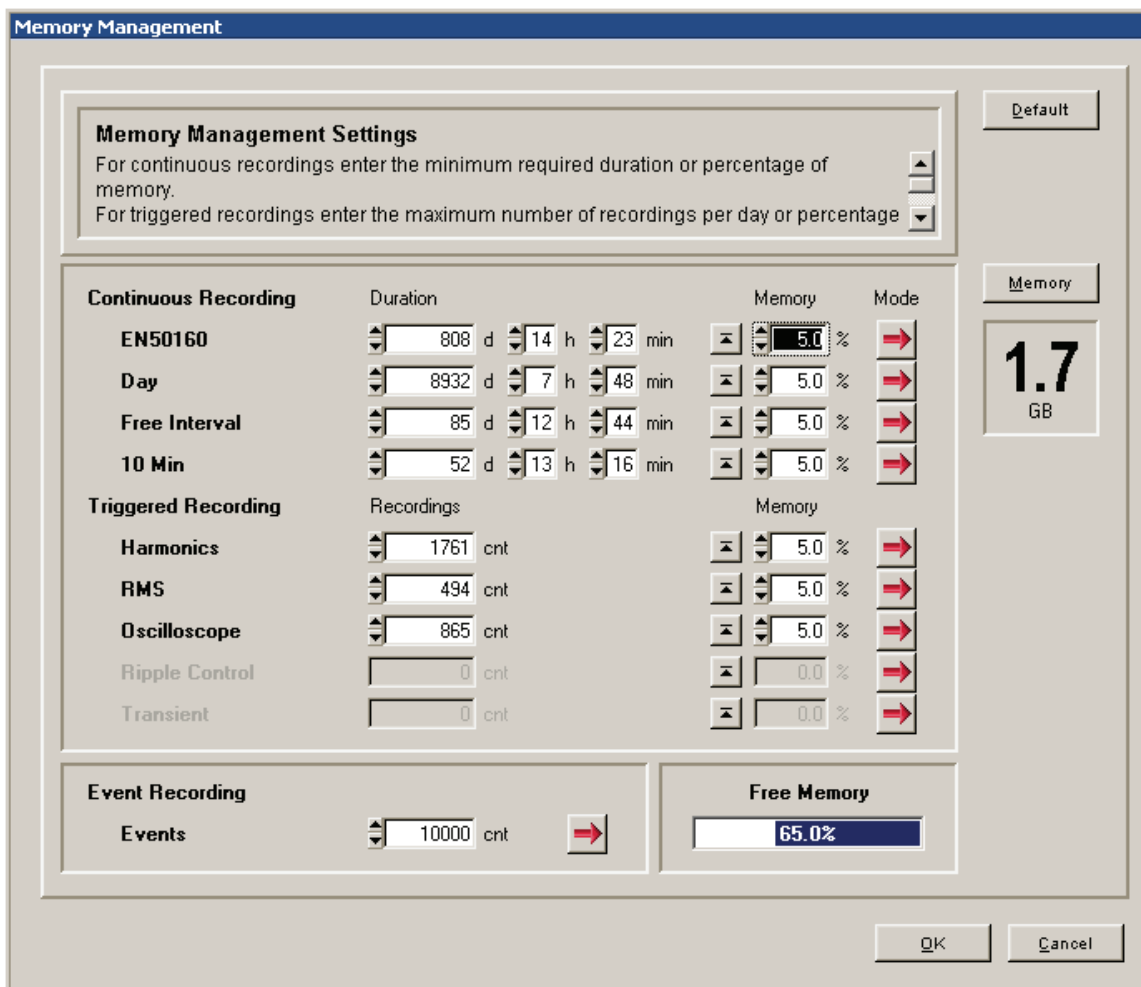 Memory Management
Default
Memory Management Settings
For continuous recordings enter the minimum required duration or percentage of
memory.
For triggered recordings enter the maximum number of recordings per day or percentage
Memory
1.7
GB
Continuous Recording Duration Memory Mode
EN50160 808 d 14 h 23 min 5.0 %
Day 8932 d 7 h 48 min 5.0 %
Free Interval 85 d 12 h 44 min 5.0 %
10 Min 52 d 13 h 16 min 5.0 %
Triggered Recording Recordings Memory
Harmonics 1761 cnt 5.0 %
RMS 494 cnt 5.0 %
Oscilloscope 865 cnt 5.0 %
Ripple Control 0 cnt 0.0 %
Transient 0 cnt 0.0 %
Event Recording
Events 10000 cnt
Free Memory
65.0%
OK Cancel